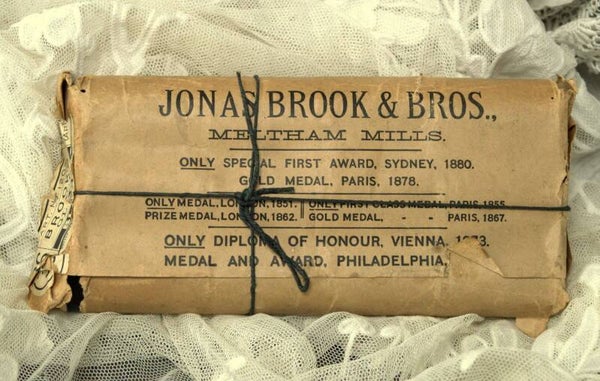 JONAS BROOK & BROS.,
MELTHAM MILLS.
ONLY SPECIAL FIRST AWARD, SYDNEY, 1880.
GOLD MEDAL, PARIS, 1878.
ONLY MEDAL, LONDON, 1851. ONLY FIRST CLASS MEDAL, PARIS, 1855.
PRIZE MEDAL, LONDON, 1862. GOLD MEDAL, - - PARIS, 1867.
ONLY DIPLOMA OF HONOUR, VIENNA, 1873.
MEDAL AND AWARD, PHILADELPHIA,